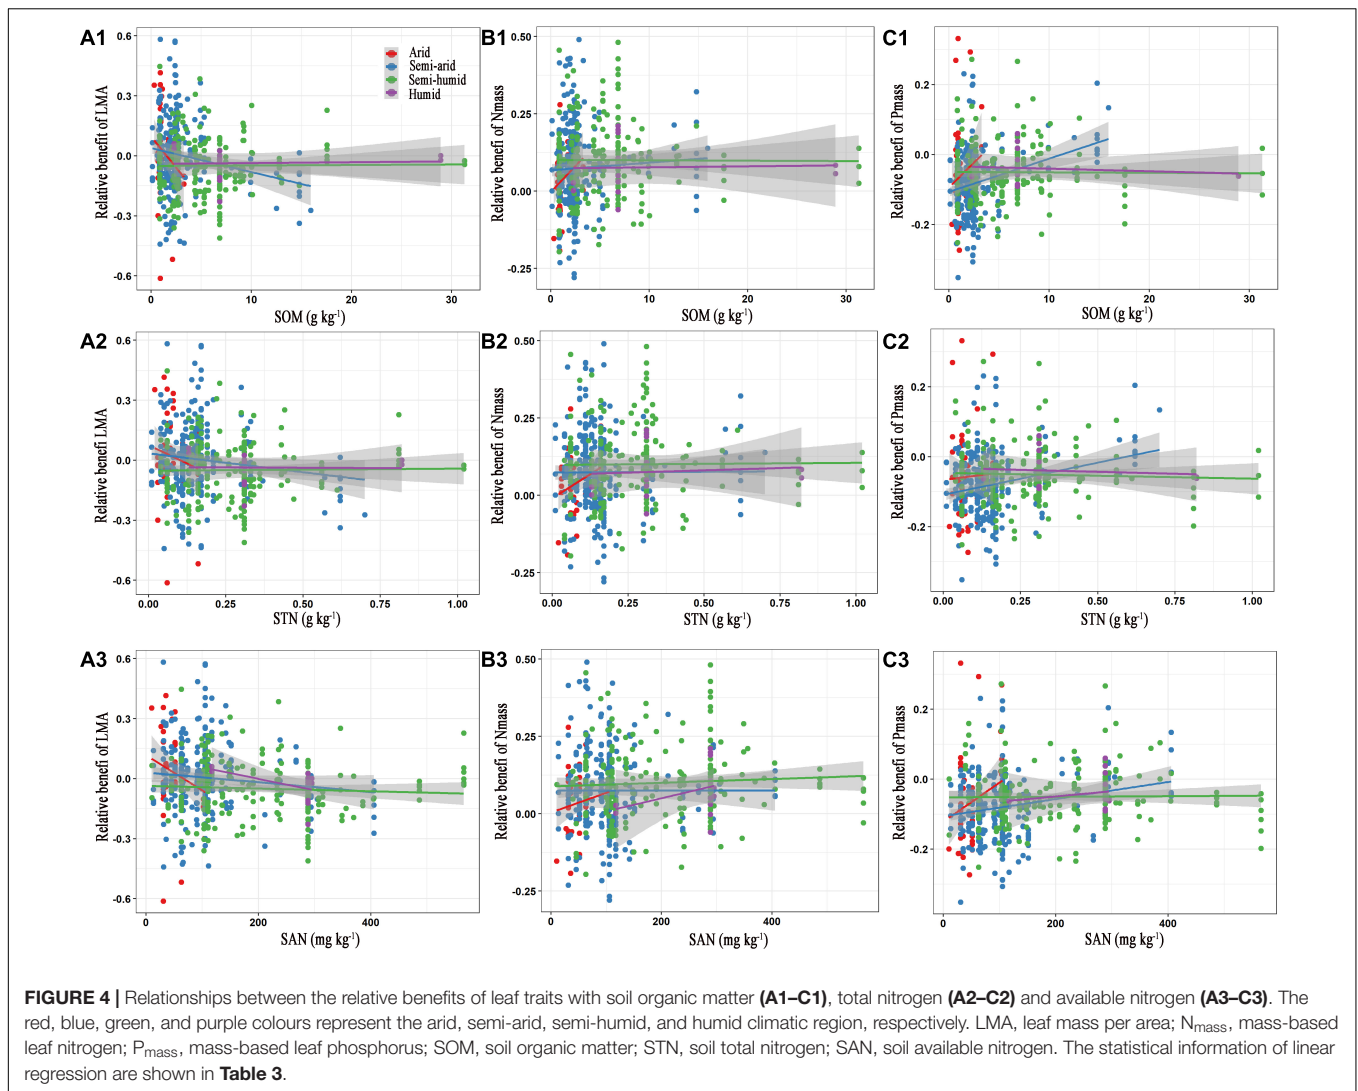 A1
0.6
0.3
0.0
-0.3
-0.6
Relative benefi of LMA
Arid
Semi-arid
Semi-humid
Humid
0
10
20
30
SOM (g kg-1)
B1
0.50
0.25
0.00
-0.25
Relative benefi of Nmass
0
10
20
30
SOM (g kg-1)
C1
0.2
0.0
-0.2
Relative benefi of Pmass
0
10
20
30
SOM (g kg-1)
A2
0.6
0.3
0.0
-0.3
-0.6
Relative benefi LMA
0.00
0.25
0.50
0.75
1.00
STN (g kg-1)
B2
0.50
0.25
0.00
-0.25
Relative benefi of Nmass
0.00
0.25
0.50
0.75
1.00
STN (g kg-1)
C2
0.2
0.0
-0.2
Relative benefi of Pmass
0.00
0.25
0.50
0.75
1.00
STN (g kg-1)
A3
0.6
0.3
0.0
-0.3
-0.6
Relative benefi of LMA
0
200
400
SAN (mg kg-1)
B3
0.50
0.25
0.00
-0.25
Relative benefi of Nmass
0
200
400
SAN (mg kg-1)
C3
0.2
0.0
-0.2
Relative benefi of Pmass
0
200
400
SAN (mg kg-1)
FIGURE 4 | Relationships between the relative benefits of leaf traits with soil organic matter (A1–C1), total nitrogen (A2–C2) and available nitrogen (A3–C3). The
red, blue, green, and purple colours represent the arid, semi-arid, semi-humid, and humid climatic region, respectively. LMA, leaf mass per area; Nmass, mass-based
leaf nitrogen; Pmass, mass-based leaf phosphorus; SOM, soil organic matter; STN, soil total nitrogen; SAN, soil available nitrogen. The statistical information of linear
regression are shown in Table 3.